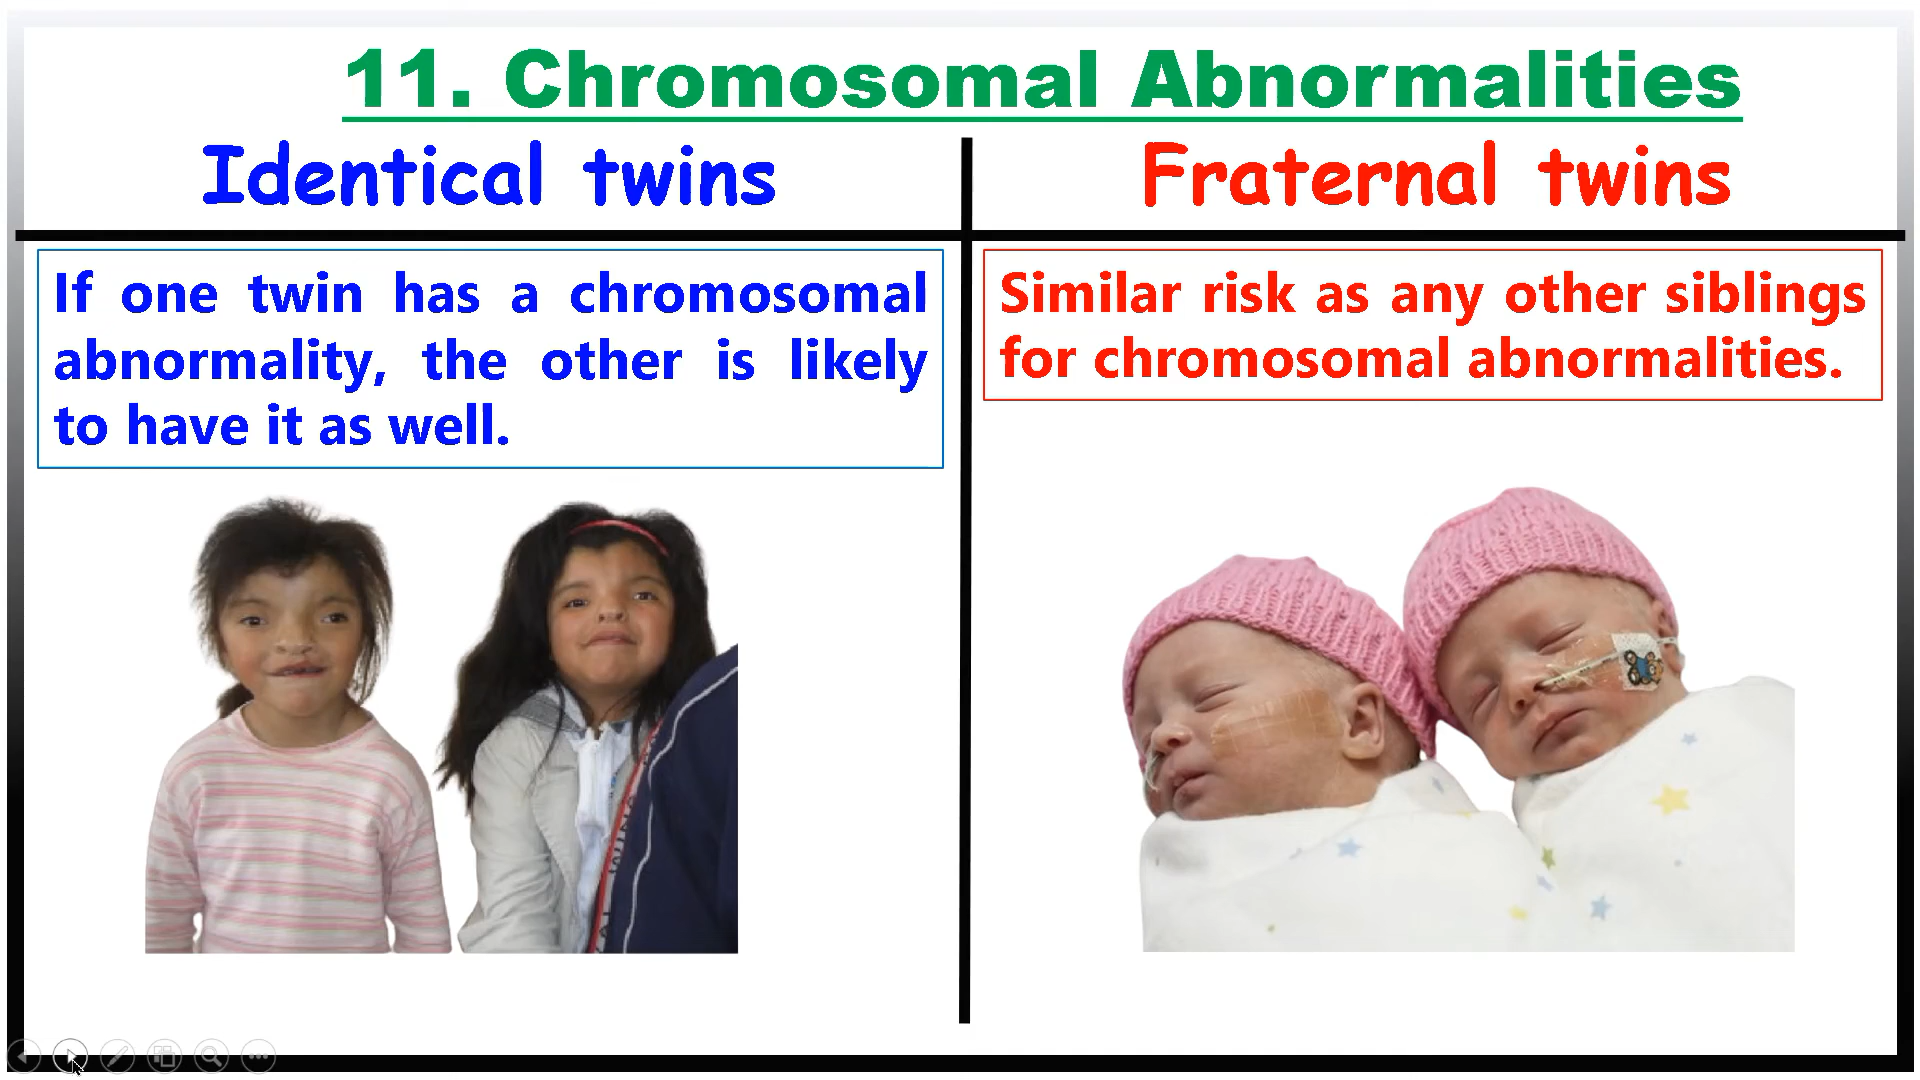 11. Chromosomal Abnormalities
Identical twins
Fraternal twins
If one twin has a chromosomal
abnormality, the other is likely
to have it as well.
Similar risk as any other siblings
for chromosomal abnormalities.